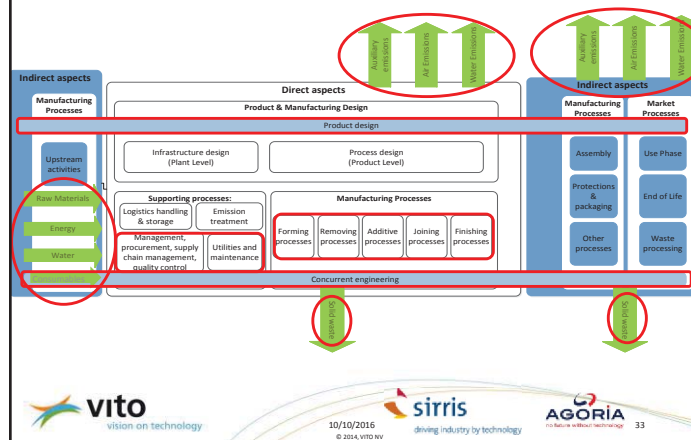 Auxiliary
emissions
Air Emissions
Water Emissions
Auxiliary
emissions
Air Emissions
Water Emissions
Indirect aspects
Manufacturing
Processes
Upstream
activities
Raw Materials
Energy
Water
Consumables
Direct aspects
Product & Manufacturing Design
Product design
Infrastructure design
(Plant Level)
Process design
(Product Level)
Supporting processes:
Logistics handling
& storage
Emission
treatment
Management,
procurement, supply
chain management,
quality control
Utilities and
maintenance
Manufacturing Processes
Forming
processes
Removing
processes
Additive
processes
Joining
processes
Finishing
processes
Concurrent engineering
Solid waste
Indirect aspects
Manufacturing
Processes
Market
Processes
Assembly
Use Phase
Protections
&
packaging
End of Life
Other
processes
Waste
processing
Solid waste
vito
vision on technology
10/10/2016
© 2014, VITO NV
sirris
driving industry by technology
AGORIA
no future without technology
33